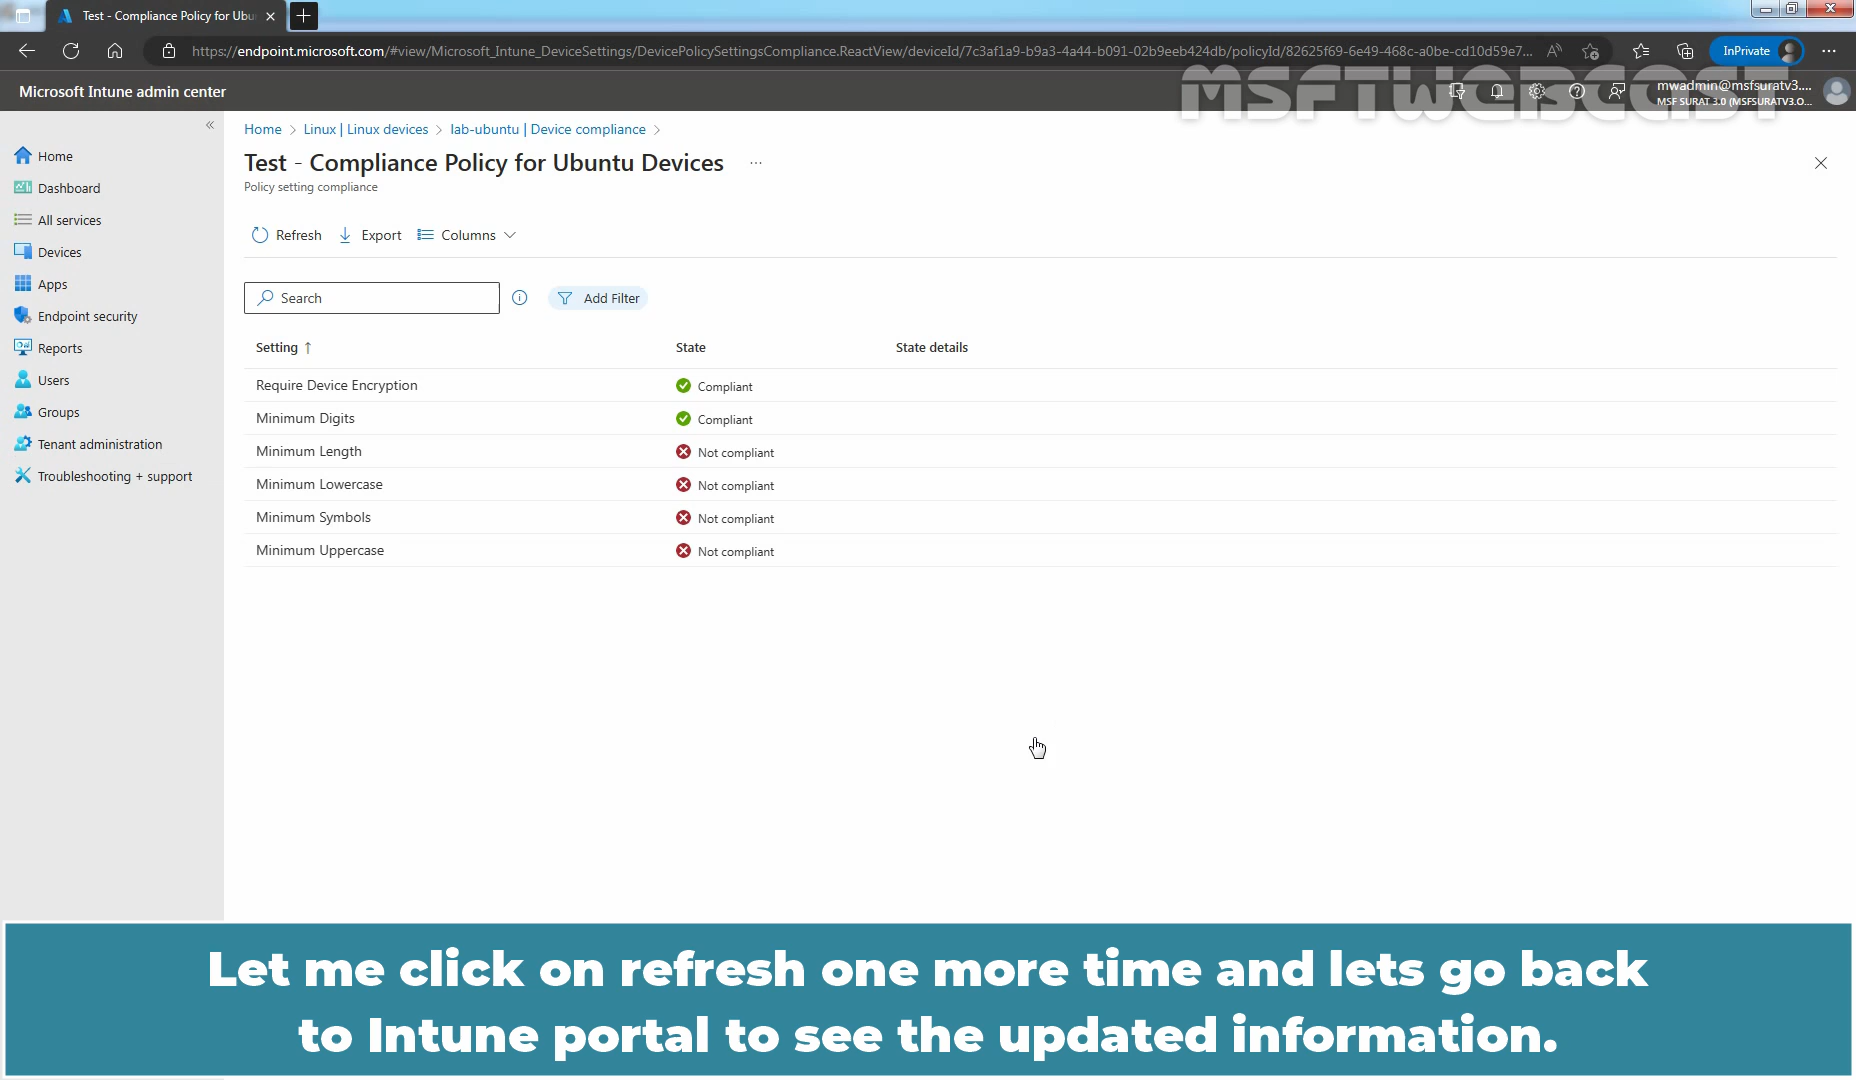 Test - Compliance Policy for Ubu
https://endpoint.microsoft.com/#view/Microsoft_Intune_DeviceSettings/DevicePolicySettingsCompliance.ReactView/deviceId/7c3af1a9-b9a3-4a44-b091-02b9eeb424db/policyId/82625f69-6e49-468c-a0be-cd10d59e7...
InPrivate
Microsoft Intune admin center
MSFTWEBCAST
mwadmin@msfsuratv3....
MSF SURAT 3.0 (MSFSURATV3.O...
Home
Dashboard
All services
Devices
Apps
Endpoint security
Reports
Users
Groups
Tenant administration
Troubleshooting + support
Home > Linux | Linux devices > lab-ubuntu | Device compliance >
Test - Compliance Policy for Ubuntu Devices ...
Policy setting compliance
Refresh Export Columns
Search Add Filter
Setting ↑ State State details
Require Device Encryption Compliant
Minimum Digits Compliant
Minimum Length Not compliant
Minimum Lowercase Not compliant
Minimum Symbols Not compliant
Minimum Uppercase Not compliant
Let me click on refresh one more time and lets go back
to Intune portal to see the updated information.